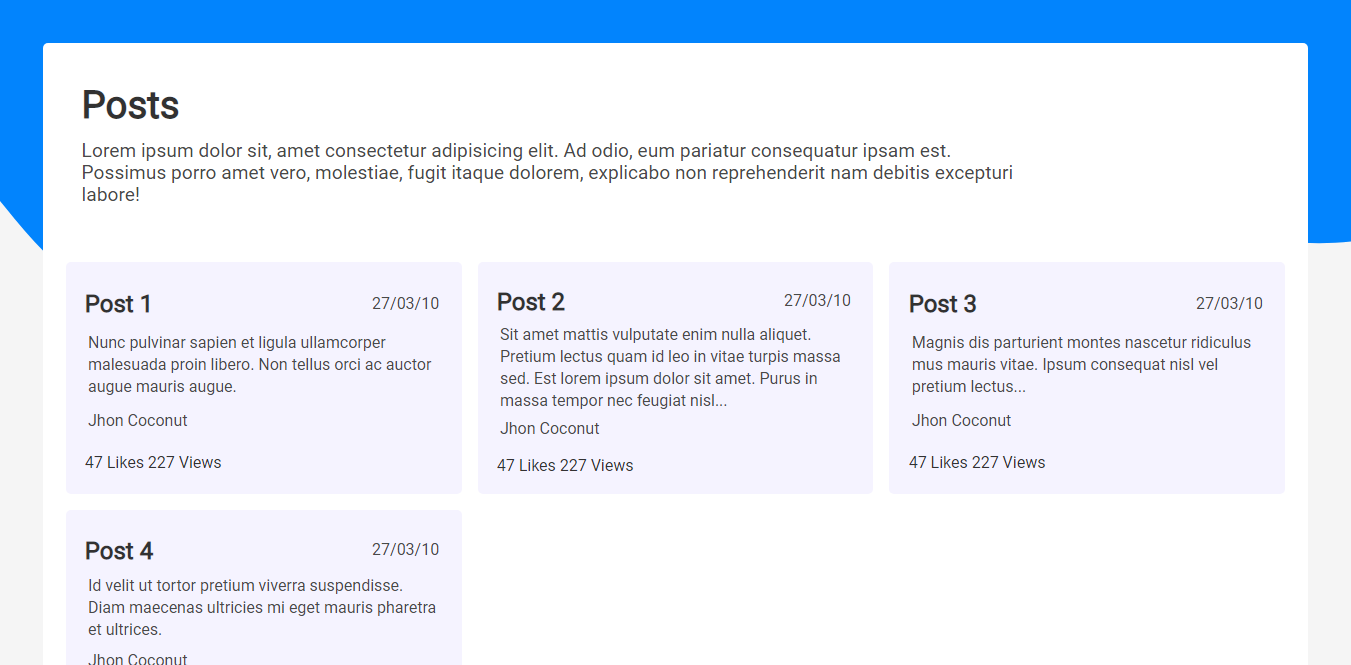 Posts
Lorem ipsum dolor sit, amet consectetur adipisicing elit. Ad odio, eum pariatur consequatur ipsam est.
Possimus porro amet vero, molestiae, fugit itaque dolorem, explicabo non reprehenderit nam debitis excepturi
labore!
Post 1
27/03/10
Nunc pulvinar sapien et ligula ullamcorper
malesuada proin libero. Non tellus orci ac auctor
augue mauris augue.
Jhon Coconut
47 Likes 227 Views
Post 2
27/03/10
Sit amet mattis vulputate enim nulla aliquet.
Pretium lectus quam id leo in vitae turpis massa
sed. Est lorem ipsum dolor sit amet. Purus in
massa tempor nec feugiat nisl...
Jhon Coconut
47 Likes 227 Views
Post 3
27/03/10
Magnis dis parturient montes nascetur ridiculus
mus mauris vitae. Ipsum consequat nisl vel
pretium lectus...
Jhon Coconut
47 Likes 227 Views
Post 4
27/03/10
Id velit ut tortor pretium viverra suspendisse.
Diam maecenas ultricies mi eget mauris pharetra
et ultrices.
Jhon Coconut